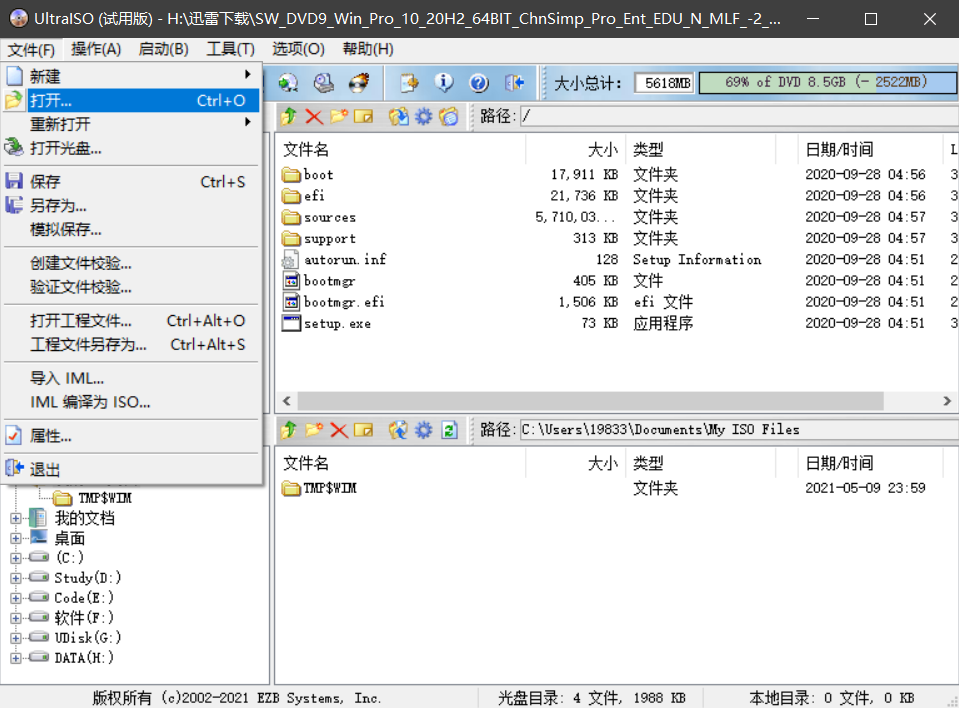 UltraISO (试用版) - H:\迅雷下载\SW_DVD9_Win_Pro_10_20H2_64BIT_ChnSimp_Pro_Ent_EDU_N_MLF_-2_...
文件(F) 操作(A) 启动(B) 工具(T) 选项(O) 帮助(H)
大小总计: 5618MB 69% of DVD 8.5GB (- 2522MB)
新建
打开... Ctrl+O
重新打开
打开光盘...
保存 Ctrl+S
另存为...
模拟保存...
创建文件校验...
验证文件校验...
打开工程文件... Ctrl+Alt+O
工程文件另存为... Ctrl+Alt+S
导入 IML...
IML 编译为 ISO...
属性...
退出
路径: /
文件名 大小 类型 日期/时间 L
boot 17,911 KB 文件夹 2020-09-28 04:56 3
efi 21,736 KB 文件夹 2020-09-28 04:56 3
sources 5,710,03... 文件夹 2020-09-28 04:57 3
support 313 KB 文件夹 2020-09-28 04:57 3
autorun.inf 128 Setup Information 2020-09-28 04:51 2
bootmgr 405 KB 文件 2020-09-28 04:51 2
bootmgr.efi 1,506 KB efi 文件 2020-09-28 04:51 2
setup.exe 73 KB 应用程序 2020-09-28 04:51 3
路径: C:\Users\19833\Documents\My ISO Files
文件名 大小 类型 日期/时间
TMP$WIM 文件夹 2021-05-09 23:59
TMP$WIM
我的文档
桌面
(C:)
Study(D:)
Code(E:)
软件(F:)
UDisk(G:)
DATA(H:)
版权所有 (c)2002-2021 EZB Systems, Inc. 光盘目录: 4 文件, 1988 KB 本地目录: 0 文件, 0 KB